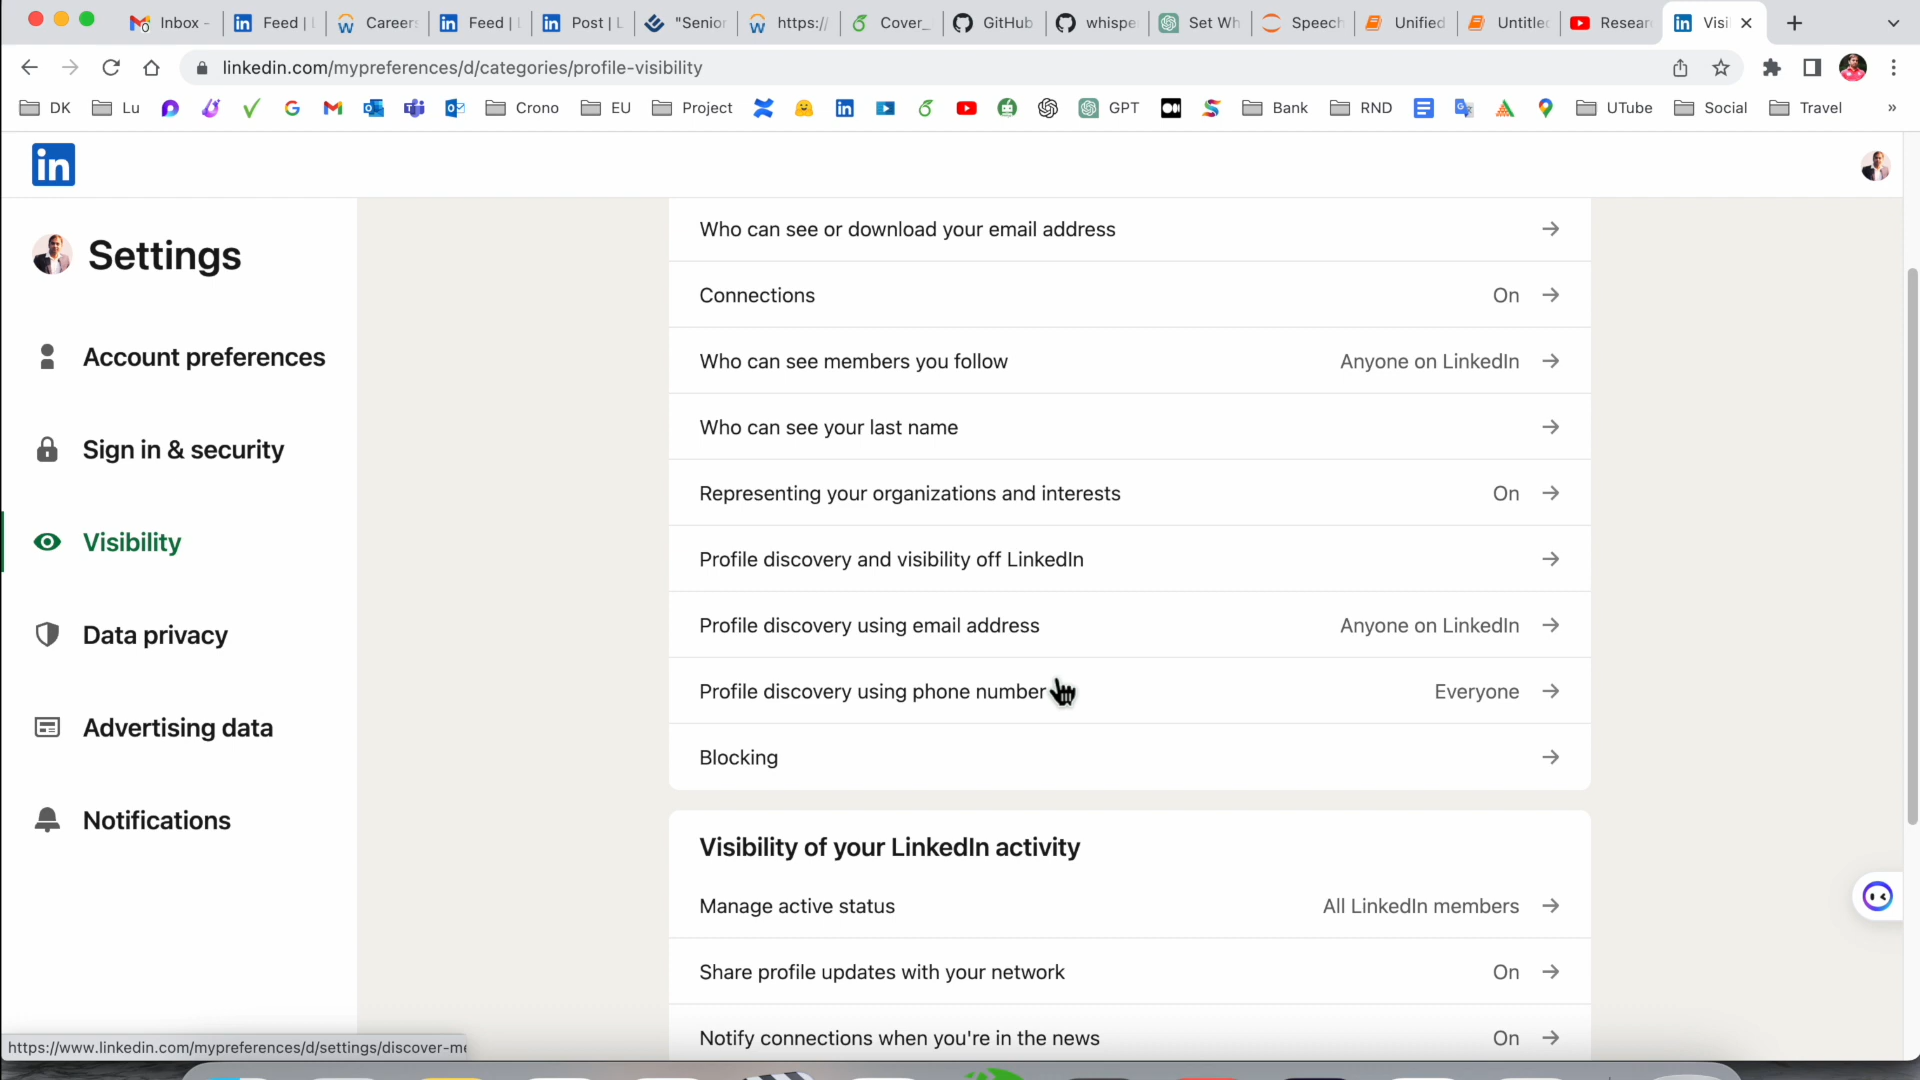 Inbox -
Feed |
Career
Feed |
Post | L
"Senior
https://
Cover_
GitHub
whispe
Set Wh
Speech
Unified
Untitle
Resear
Visi
linkedin.com/mypreferences/d/categories/profile-visibility
DK
Lu
Crono
EU
Project
GPT
Bank
RND
UTube
Social
Travel
»
in
Settings
Account preferences
Sign in & security
Visibility
Data privacy
Advertising data
Notifications
Who can see or download your email address
Connections On
Who can see members you follow Anyone on LinkedIn
Who can see your last name
Representing your organizations and interests On
Profile discovery and visibility off LinkedIn
Profile discovery using email address Anyone on LinkedIn
Profile discovery using phone number Everyone
Blocking
Visibility of your LinkedIn activity
Manage active status All LinkedIn members
Share profile updates with your network On
Notify connections when you're in the news On
https://www.linkedin.com/mypreferences/d/settings/discover-me